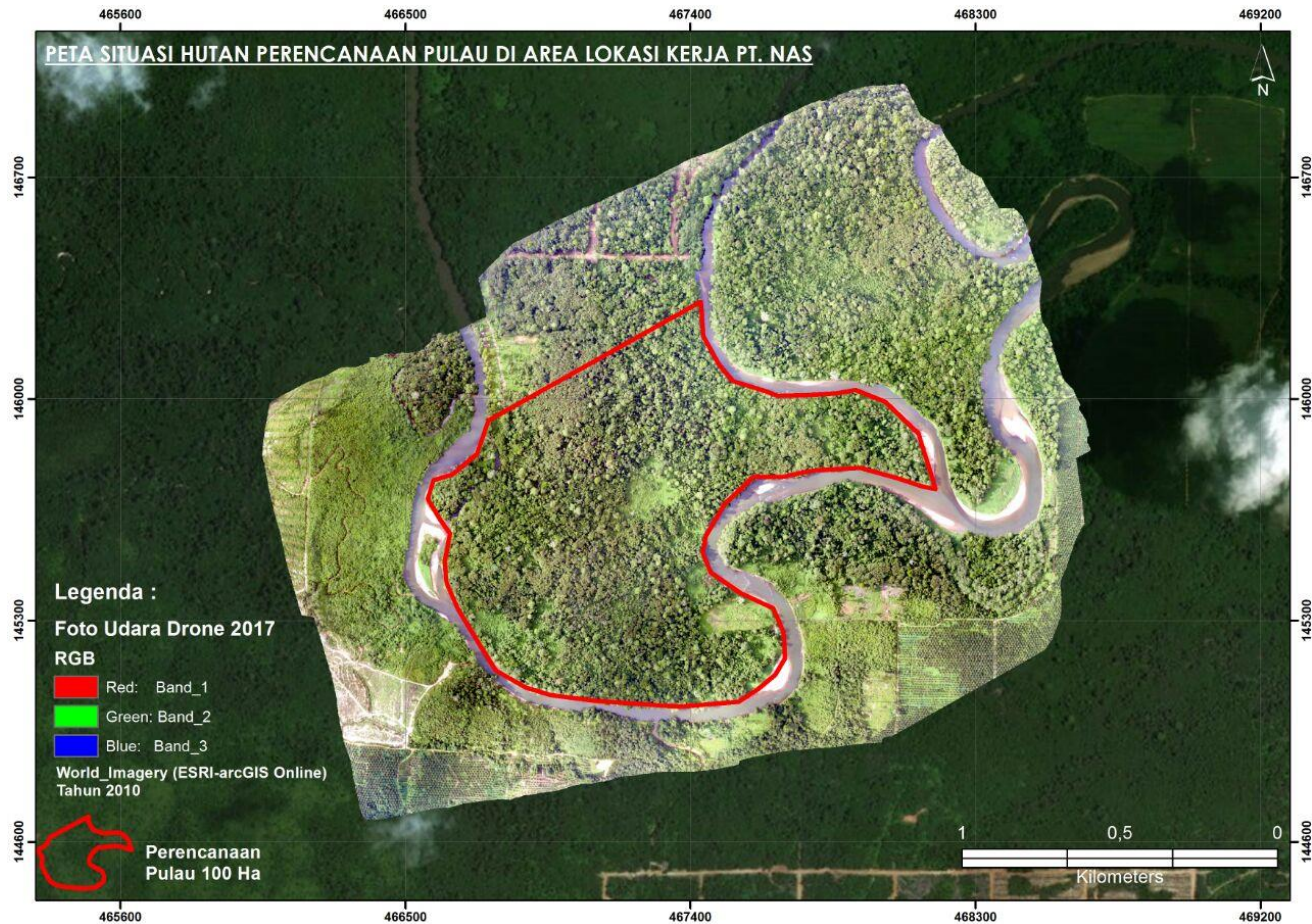 465600 466500 467400 468300 469200
PETA SITUASI HUTAN PERENCANAAN PULAU DI AREA LOKASI KERJA PT. NAS
N
146700 146700
146000 146000
145300 145300
144600 144600
Legenda :
Foto Udara Drone 2017
RGB
Red: Band_1
Green: Band_2
Blue: Band_3
World_Imagery (ESRI-arcGIS Online)
Tahun 2010
Perencanaan
Pulau 100 Ha
1 0,5 0
Kilometers
465600 466500 467400 468300 469200